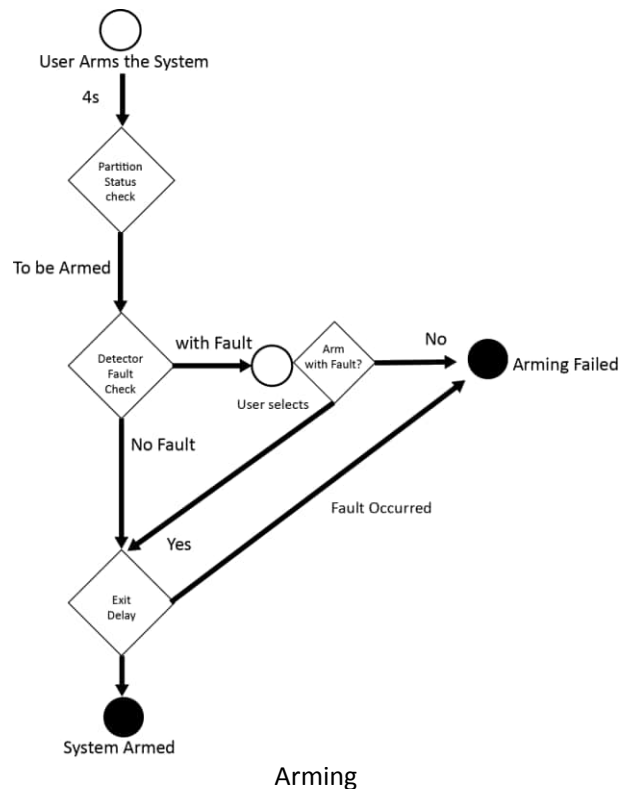 User Arms the System
4s
Partition
Status
check
To be Armed
Detector
Fault
Check
with Fault
User selects
Arm
with Fault?
No
Arming Failed
No Fault
Yes
Fault Occurred
Exit
Delay
System Armed
Arming